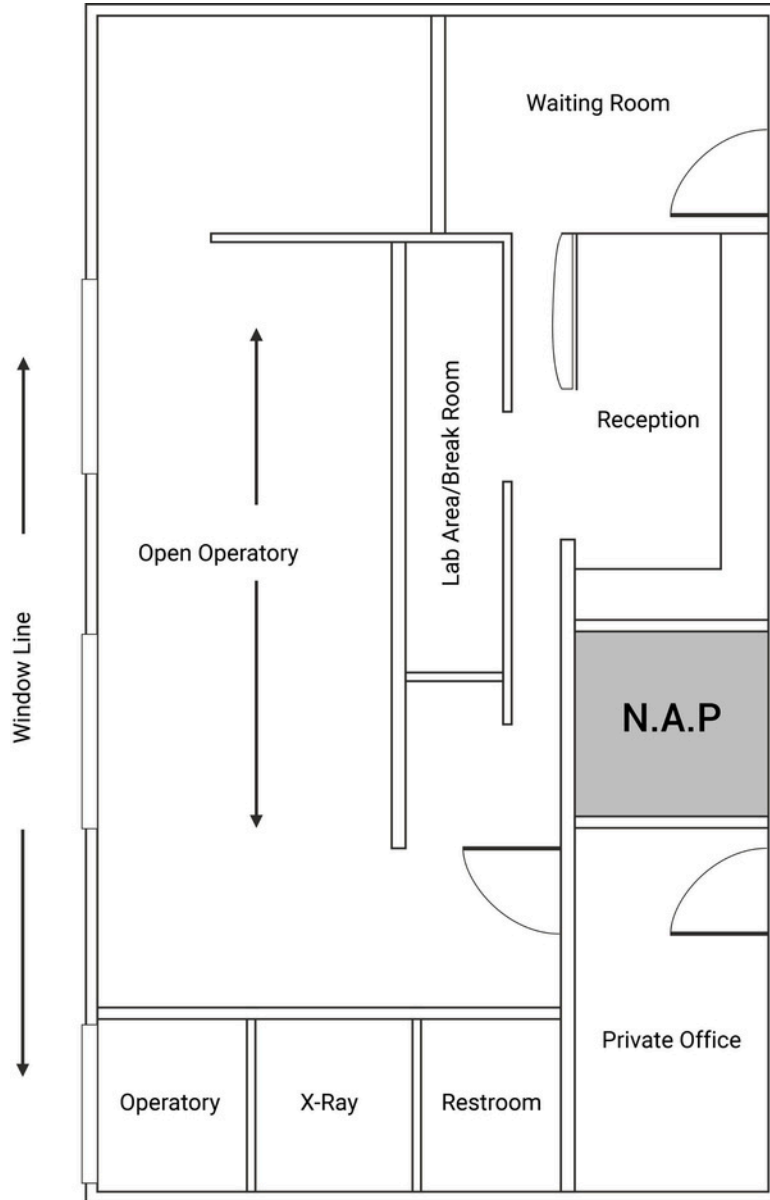 Waiting Room
Reception
Lab Area/Break Room
Open Operatory
Window Line
N.A.P
Private Office
Operatory
X-Ray
Restroom